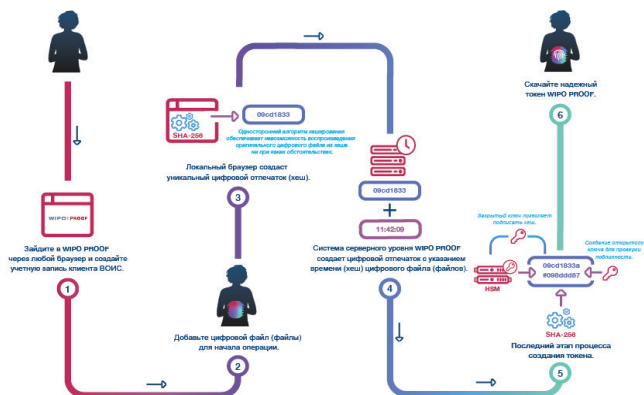 WIPO|PROOF
Зайдите в WIPO PROOF
через любой браузер и создайте
учетную запись клиента ВОИС.
1
Добавьте цифровой файл (файлы)
для начала операции.
2
SHA-256
09cd1833
Односторонний алгоритм хеширования
обеспечивает невозможность воспроизведения
оригинального цифрового файла из хеша
ни при каких обстоятельствах.
Локальный браузер создаст
уникальный цифровой отпечаток (хеш).
3
09cd1833
+
11:42:09
Система серверного уровня WIPO PROOF
создает цифровой отпечаток с указанием
времени (хеш) цифрового файла (файлов).
4
Закрытый ключ позволяет
подписать хеш.
HSM
09cd1833a
#098ddd87
Создание открытого
ключа для проверки
подлинности.
SHA-256
Последний этап процесса
создания токена.
5
Скачайте надежный
токен WIPO PROOF.
6